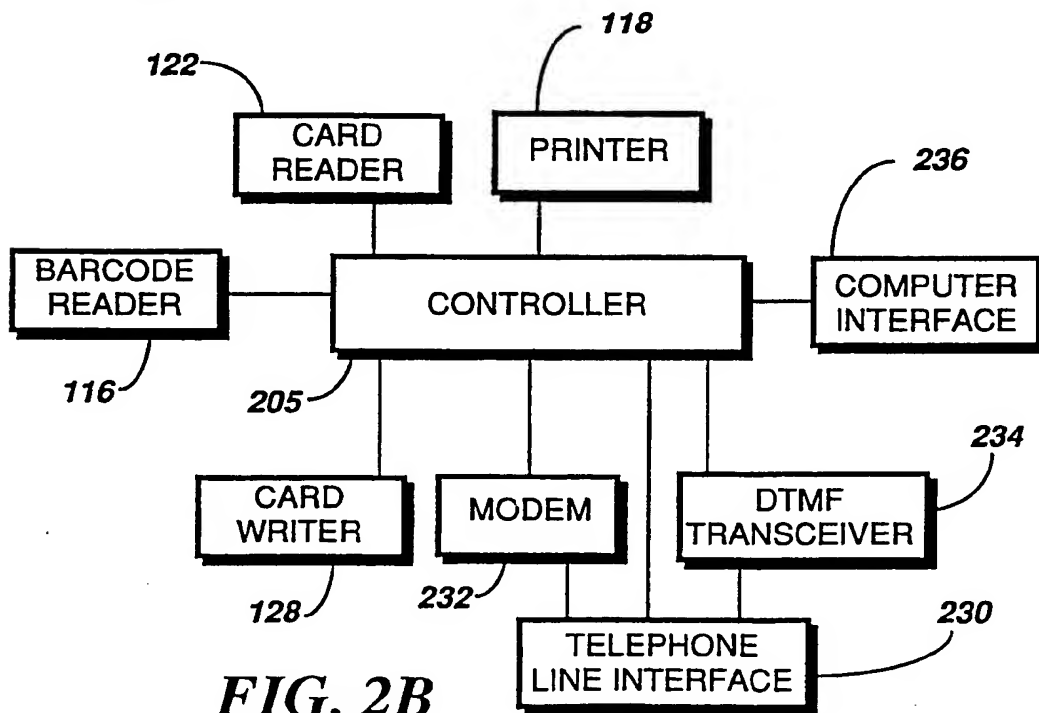 118
122
CARD
READER
PRINTER
236
BARCODE
READER
CONTROLLER
COMPUTER
INTERFACE
116
205
234
CARD
WRITER
MODEM
DTMF
TRANSCEIVER
128
232
230
TELEPHONE
LINE INTERFACE
FIG. 2B